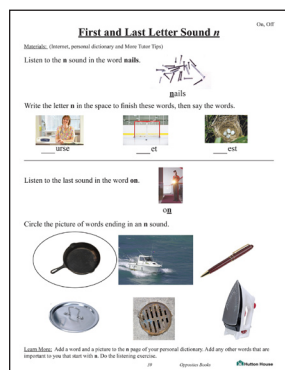 On, Off
First and Last Letter Sound n
Materials: (Internet, personal dictionary and More Tutor Tips)
Listen to the n sound in the word nails.
nails
Write the letter n in the space to finish these words, then say the words.
___urse ___et ___est
Listen to the last sound in the word on.
on
Circle the picture of words ending in an n sound.
Learn More: Add a word and a picture to the n page of your personal dictionary. Add any other words that are
important to you that start with n. Do the listening exercise.
39 Opposites Books Hutton House